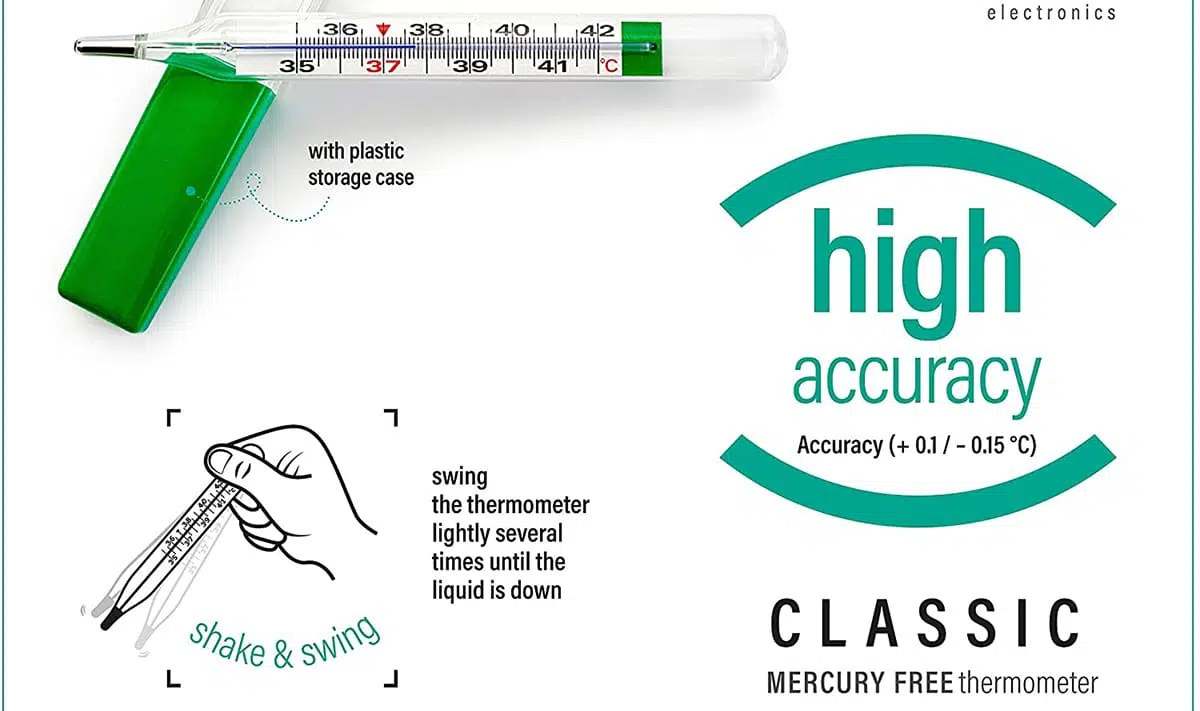 electronics
36 38 40 42
35 37 39 41 °C
with plastic
storage case
high
accuracy
Accuracy (+ 0.1 / – 0.15 °C)
swing
the thermometer
lightly several
times until the
liquid is down
shake & swing
CLASSIC
MERCURY FREE thermometer